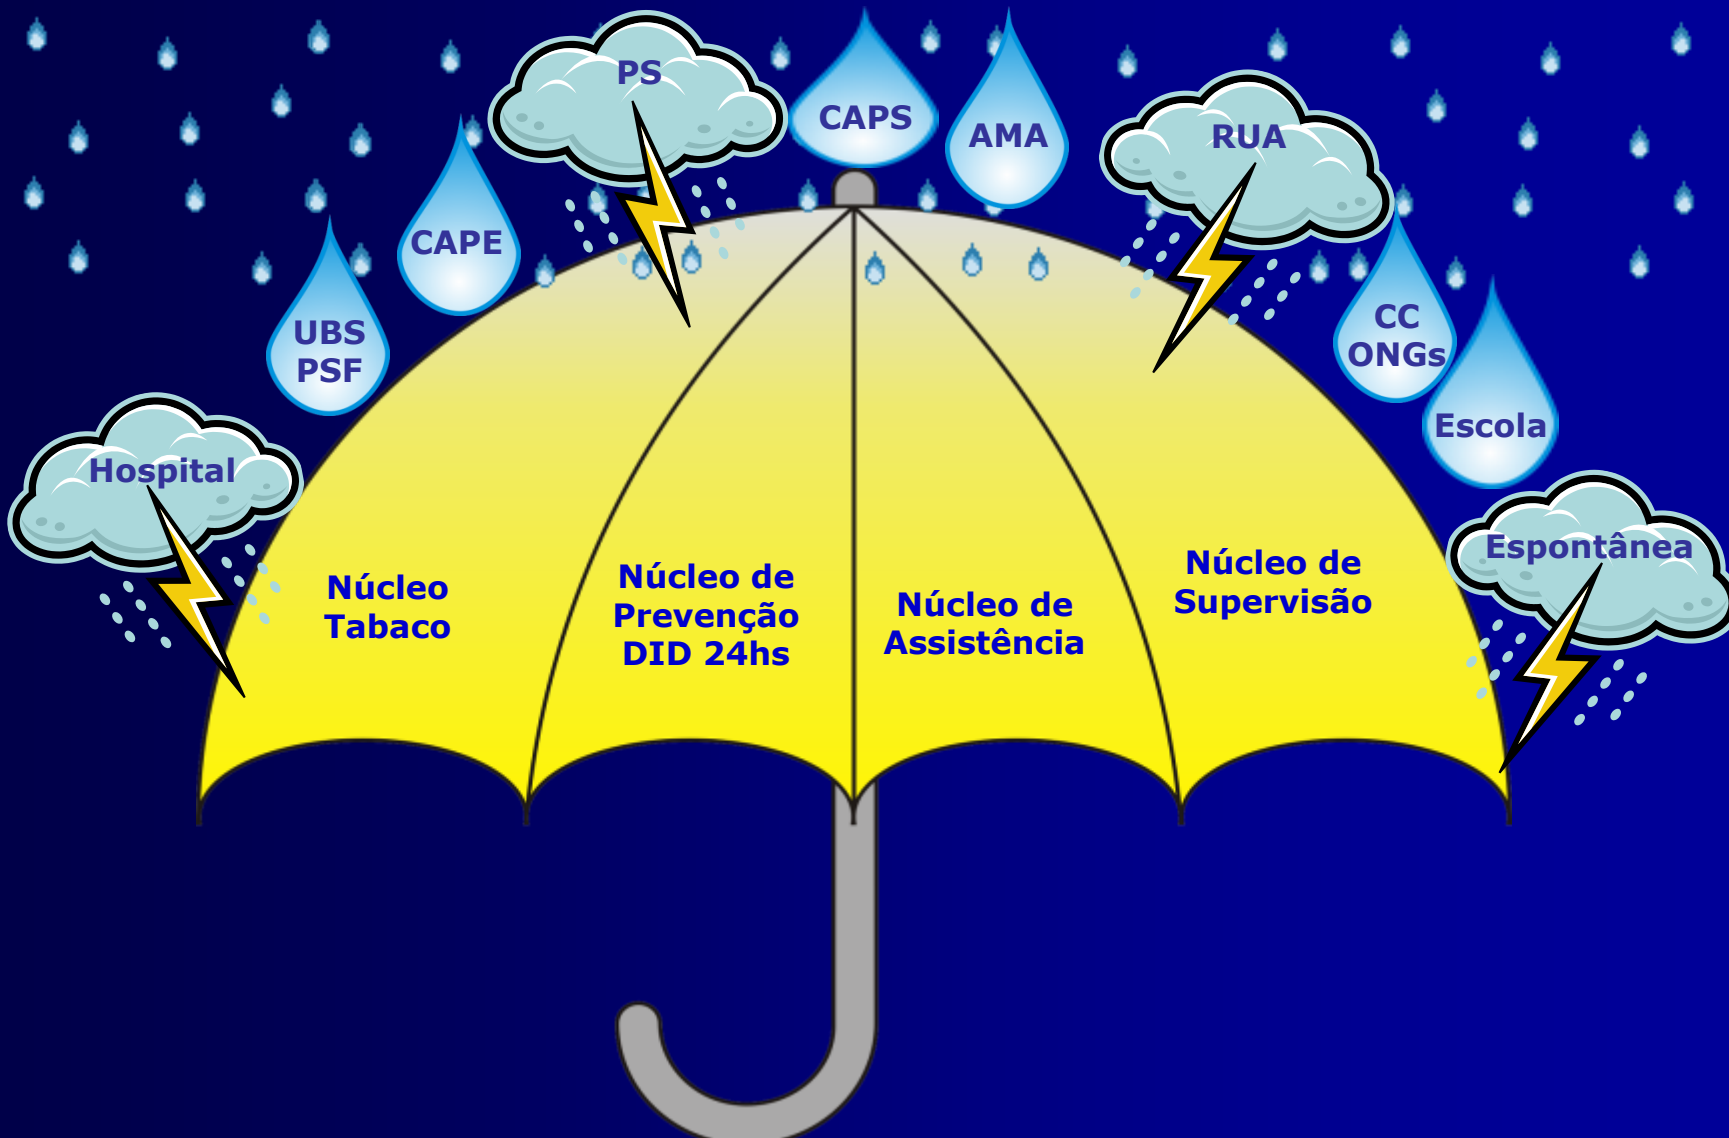 PS
CAPS
AMA
RUA
CAPE
UBS
PSF
CC
ONGs
Escola
Hospital
Espontânea
Núcleo
Tabaco
Núcleo de
Prevenção
DID 24hs
Núcleo de
Assistência
Núcleo de
Supervisão